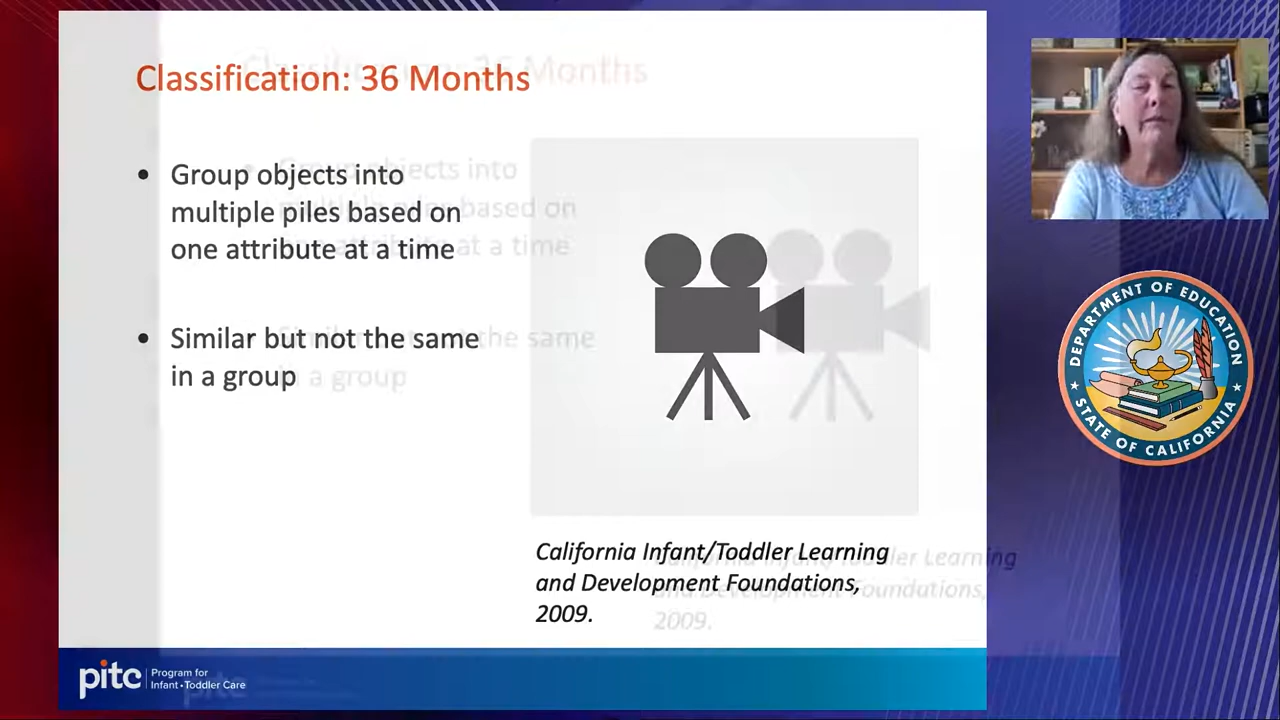 Classification: 36 Months
• Group objects into
multiple piles based on
one attribute at a time
• Similar but not the same
in a group
California Infant/Toddler Learning
and Development Foundations,
2009.
pitc
Program for
Infant•Toddler Care
DEPARTMENT OF EDUCATION
STATE OF CALIFORNIA